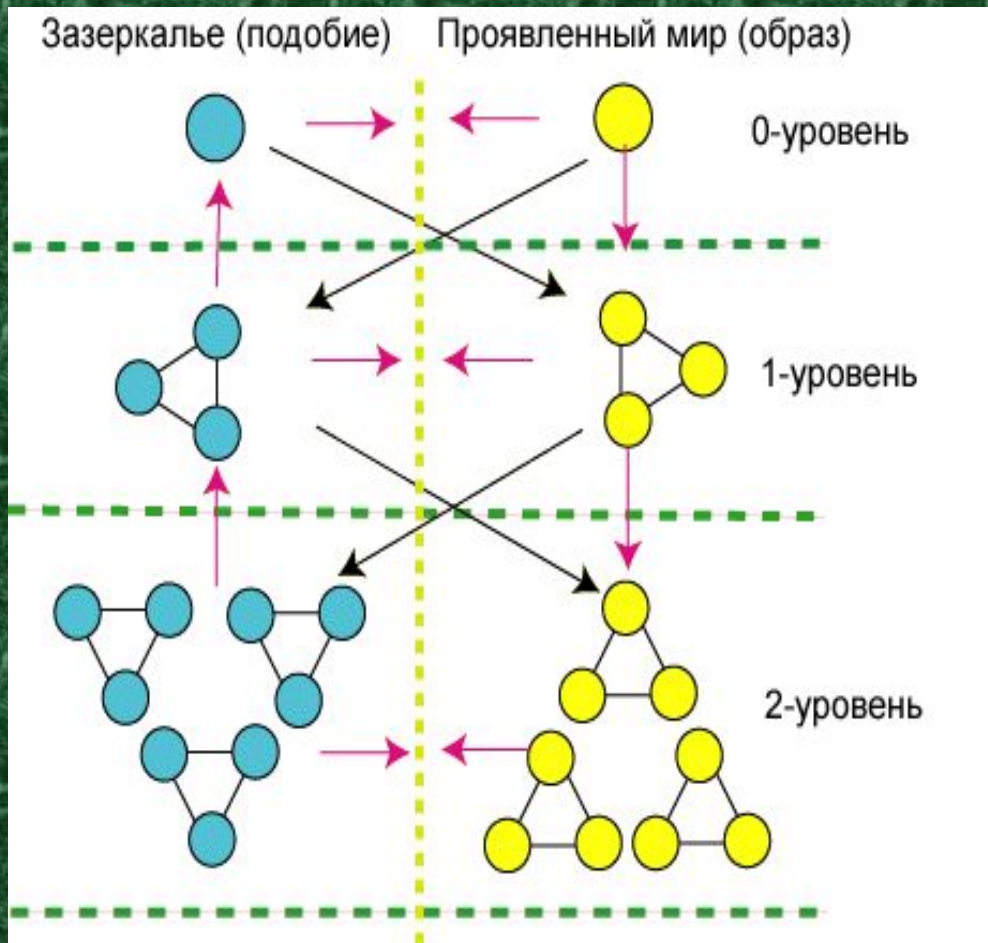 Зазеркалье (подобие) Проявленный мир (образ)
0-уровень
1-уровень
2-уровень